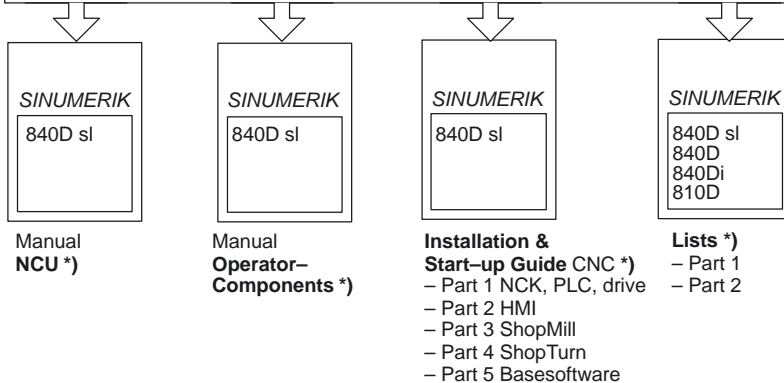 SINUMERIK
840D sl
Manual
NCU *)
SINUMERIK
840D sl
Manual
Operator–
Components *)
SINUMERIK
840D sl
Installation &
Start–up Guide CNC *)
– Part 1 NCK, PLC, drive
– Part 2 HMI
– Part 3 ShopMill
– Part 4 ShopTurn
– Part 5 Basesoftware
SINUMERIK
840D sl
840D
840Di
810D
Lists *)
– Part 1
– Part 2